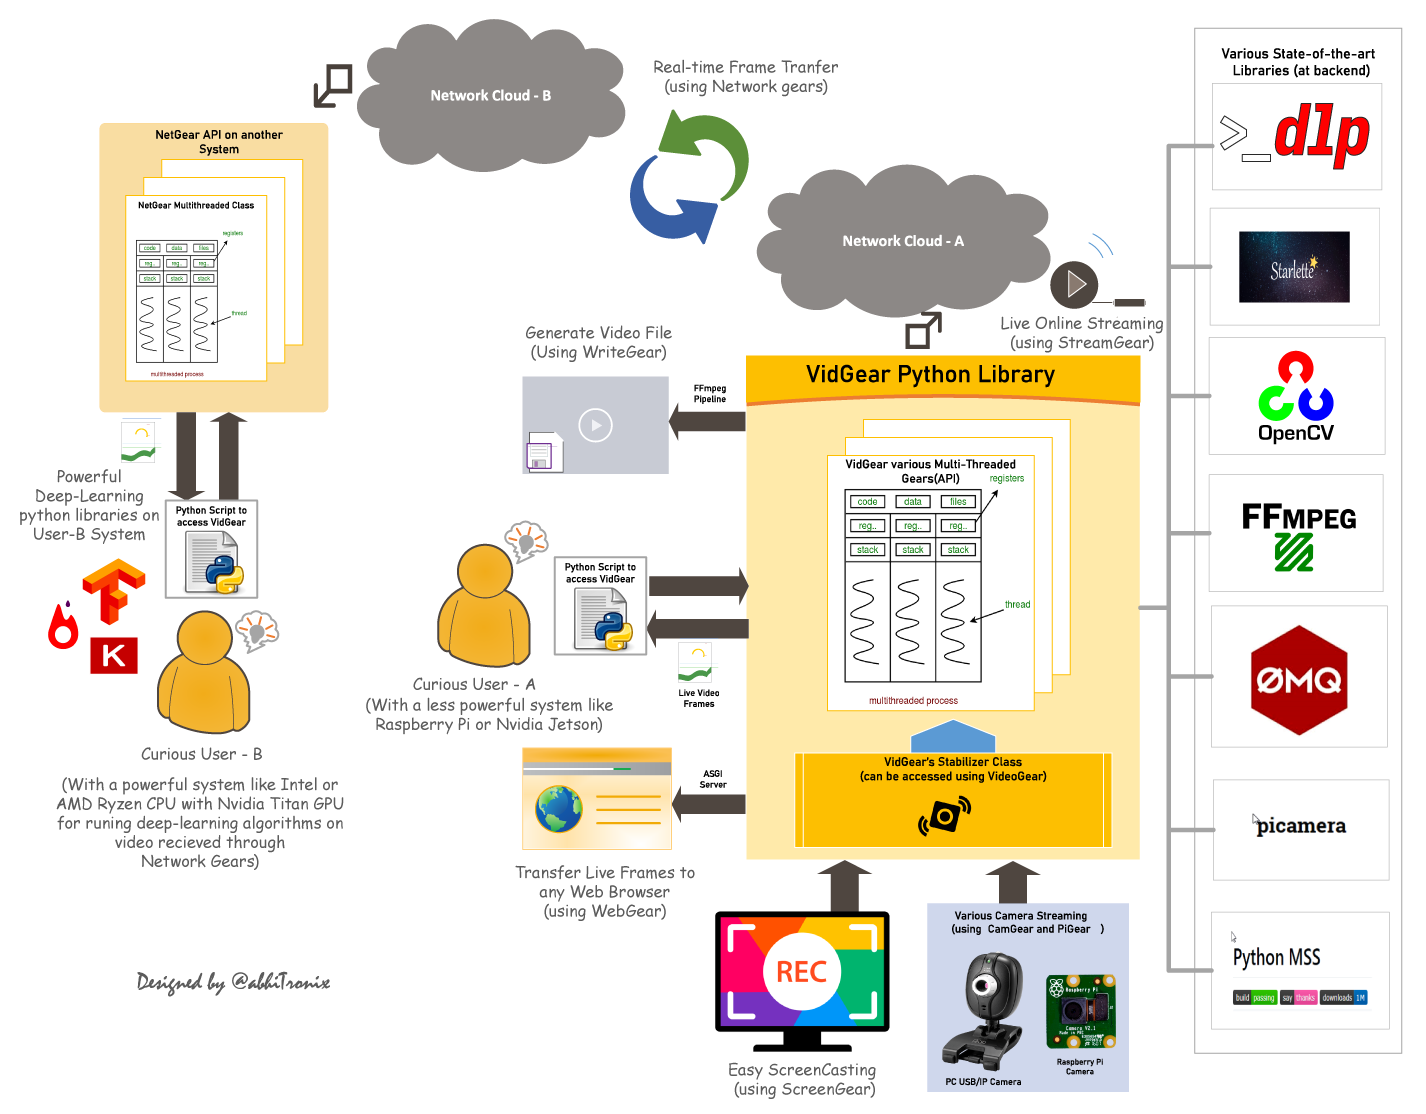 Network Cloud - B
Real-time Frame Tranfer
(using Network gears)
Network Cloud - A
Live Online Streaming
(using StreamGear)
NetGear API on another
System
NetGear Multithreaded Class
registers
code data files
reg.. reg.. reg..
stack stack stack
thread
multithreaded process
Powerful
Deep-Learning
python libraries on
User-B System
Python Script to
access VidGear
K
Curious User - B
(With a powerful system like Intel or
AMD Ryzen CPU with Nvidia Titan GPU
for runing deep-learning algorithms on
video recieved through
Network Gears)
Designed by @abhiTronix
Generate Video File
(Using WriteGear)
FFmpeg
Pipeline
Python Script to
access VidGear
Curious User - A
(With a less powerful system like
Raspberry Pi or Nvidia Jetson)
Live Video
Frames
ASGI
Server
Transfer Live Frames to
any Web Browser
(using WebGear)
VidGear Python Library
VidGear various Multi-Threaded
Gears(API)
registers
code data files
reg.. reg.. reg..
stack stack stack
thread
multithreaded process
VidGear's Stabilizer Class
(can be accessed using VideoGear)
REC
Easy ScreenCasting
(using ScreenGear)
Various Camera Streaming
(using CamGear and PiGear )
PC USB/IP Camera
Raspberry Pi
Camera V2.1
Raspberry Pi
Camera
Various State-of-the-art
Libraries (at backend)
>_dlp
Starlette
OpenCV
FFMPEG
ØMQ
picamera
Python MSS
build passing say thanks downloads 1M